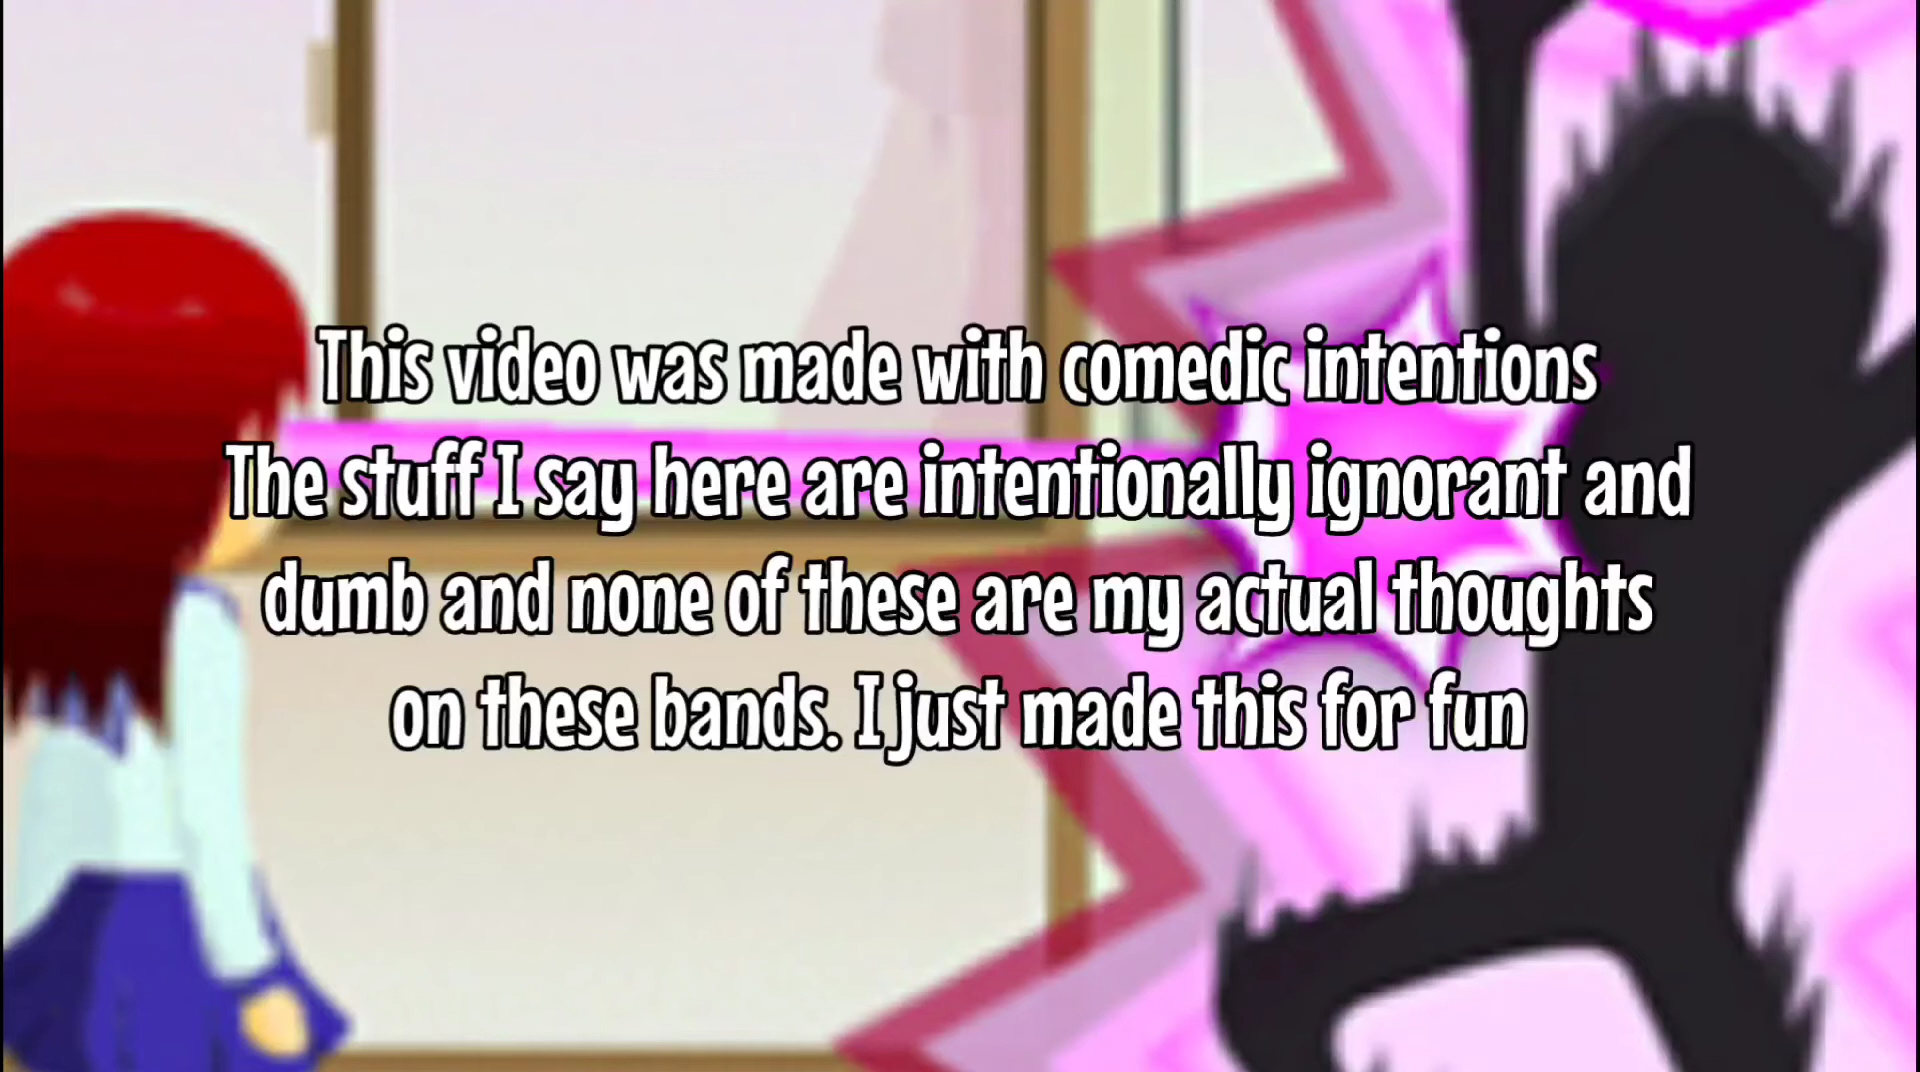 This video was made with comedic intentions
The stuff I say here are intentionally ignorant and
dumb and none of these are my actual thoughts
on these bands. I just made this for fun